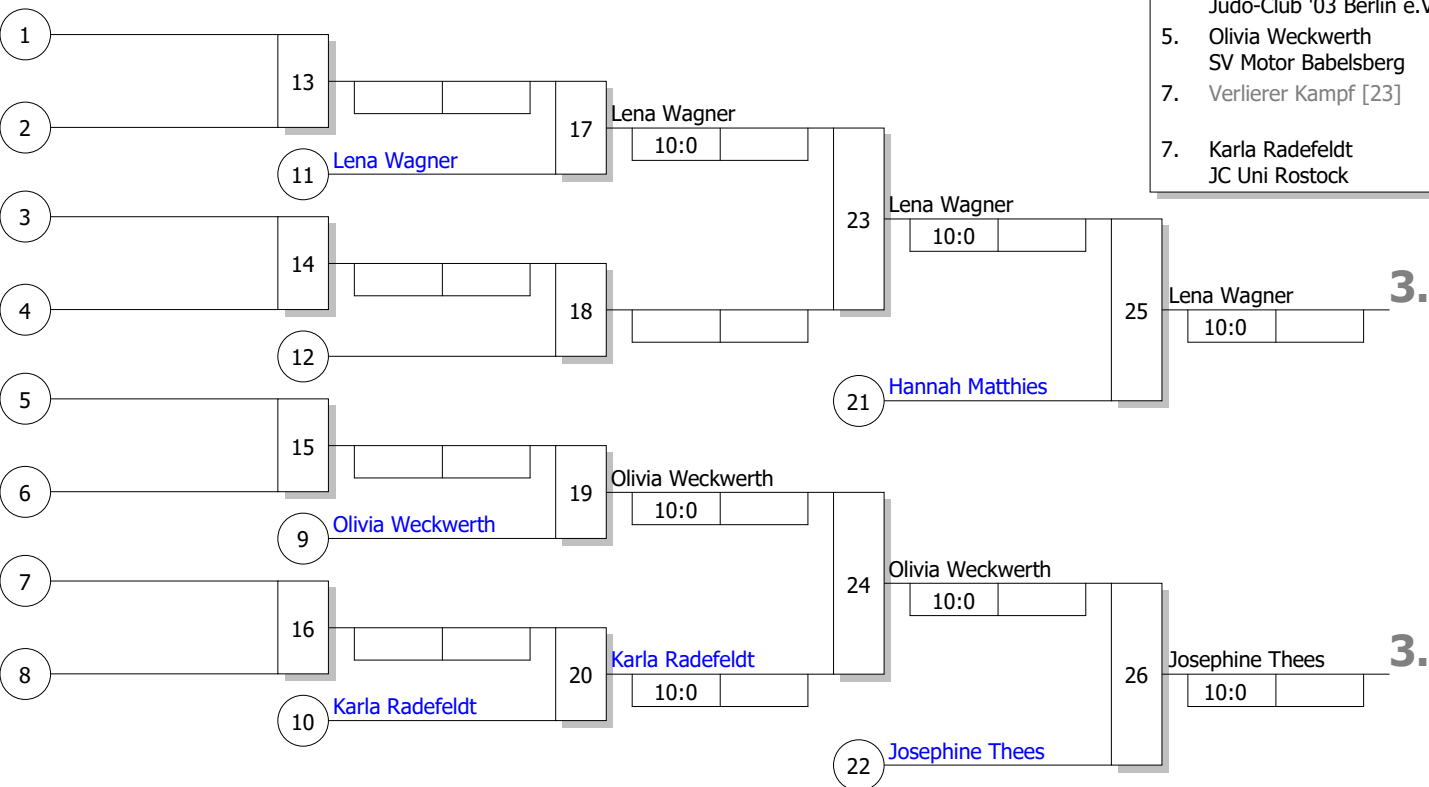 Judo-Club '03 Berlin e.V
5. Olivia Weckwerth
SV Motor Babelsberg
7. Verlierer Kampf [23]
7. Karla Radefeldt
JC Uni Rostock
1
13
2
17
Lena Wagner
10:0
11
Lena Wagner
3
14
4
18
12
23
Lena Wagner
10:0
25
Lena Wagner
10:0
3.
21
Hannah Matthies
5
15
6
19
Olivia Weckwerth
10:0
9
Olivia Weckwerth
7
16
8
20
Karla Radefeldt
10:0
10
Karla Radefeldt
24
Olivia Weckwerth
10:0
26
Josephine Thees
10:0
3.
22
Josephine Thees